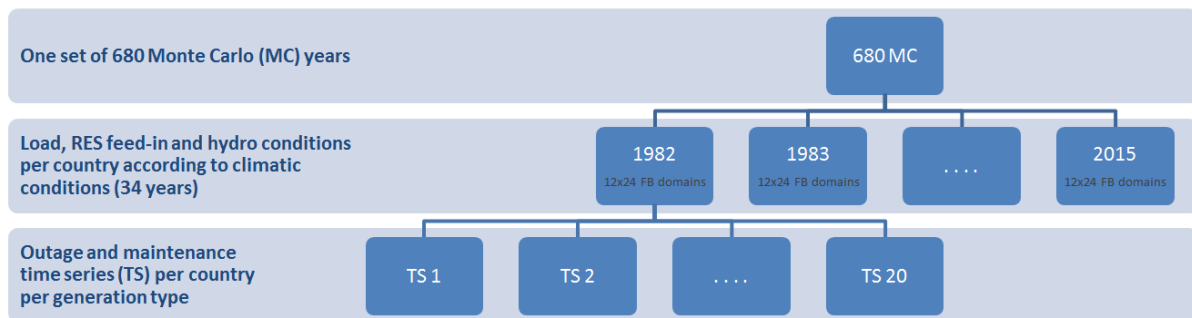 One set of 680 Monte Carlo (MC) years
680 MC
Load, RES feed-in and hydro conditions
per country according to climatic
conditions (34 years)
1982
12x24 FB domains
1983
12x24 FB domains
. . . .
2015
12x24 FB domains
Outage and maintenance
time series (TS) per country
per generation type
TS 1
TS 2
. . . .
TS 20